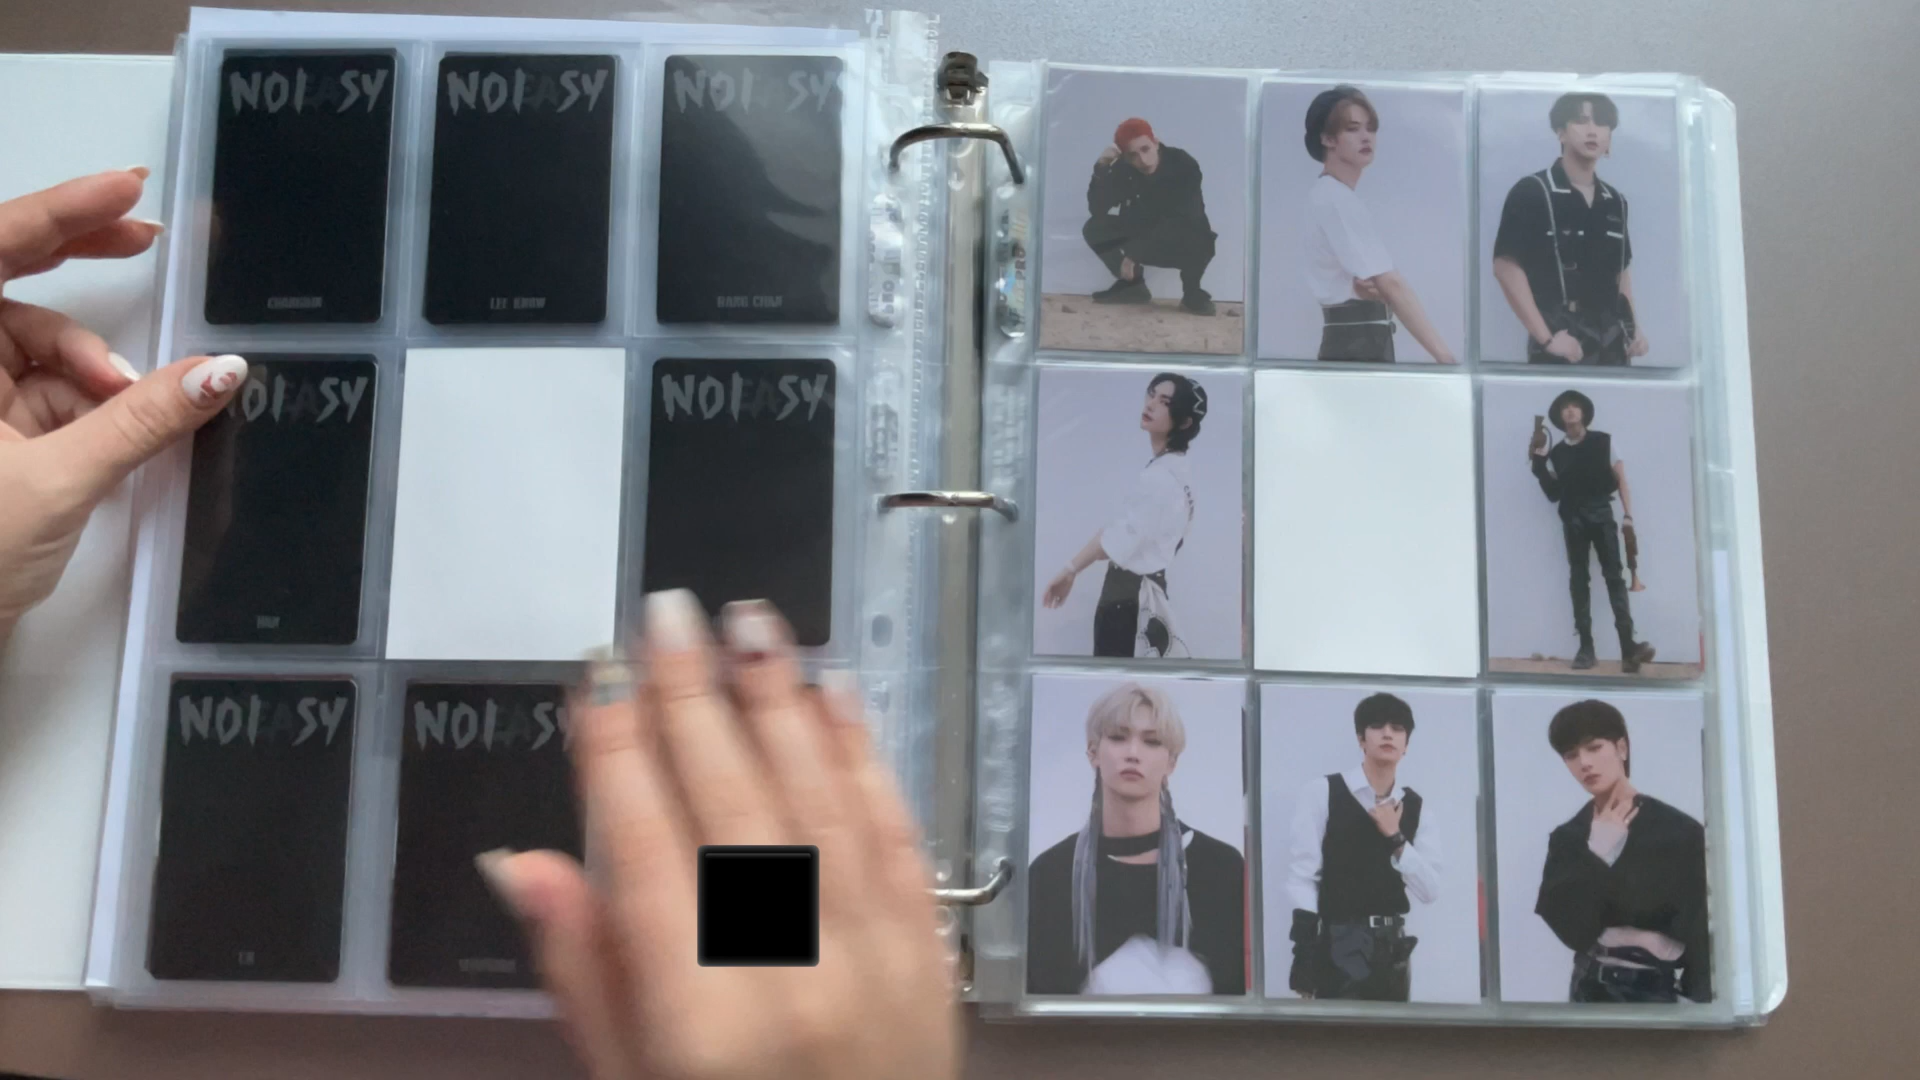 NOIEASY
NOIEASY
NOIEASY
CHANGBIN
LEE KNOW
BANG CHAN
NOIEASY
NOIEASY
HAN
NOIEASY
NOIEASY
I.N
SEUNGMIN